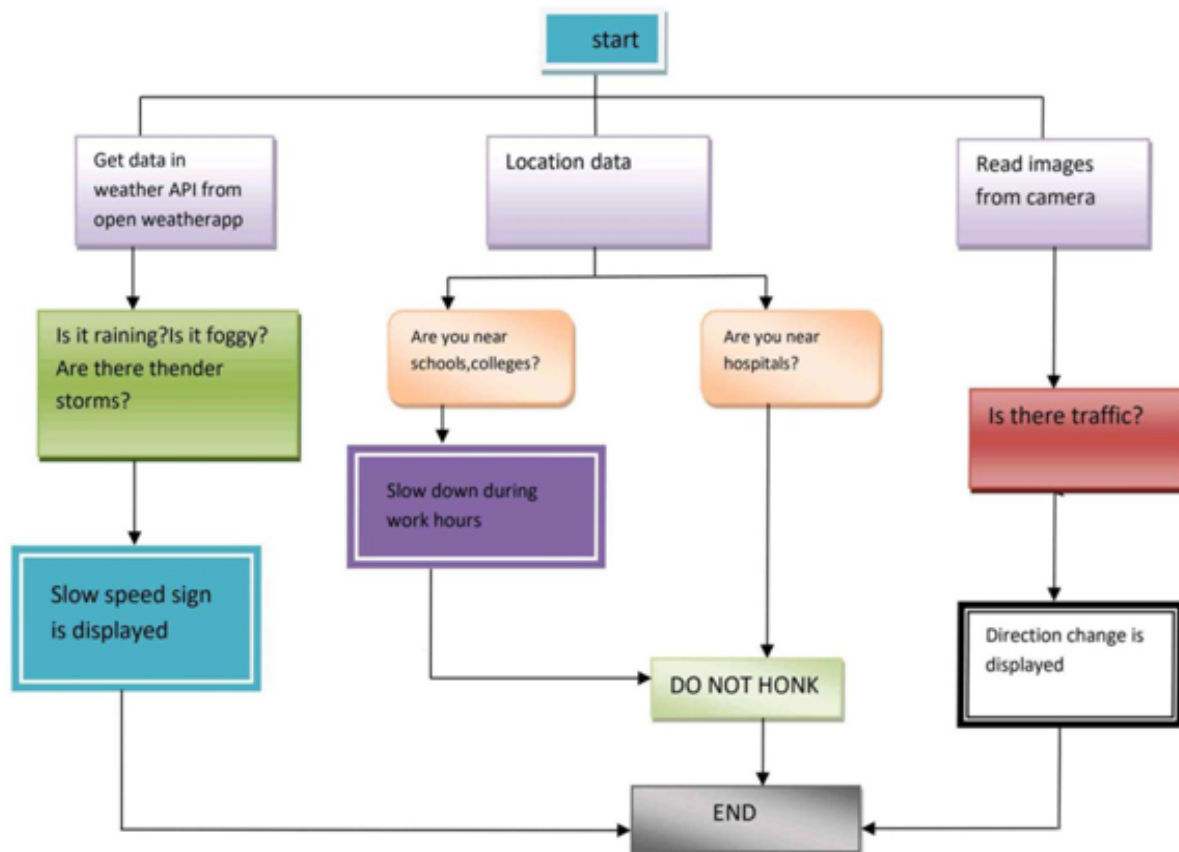 start
Get data in
weather API from
open weatherapp
Location data
Read images
from camera
Is it raining?Is it foggy?
Are there thender
storms?
Are you near
schools,colleges?
Are you near
hospitals?
Is there traffic?
Slow down during
work hours
Slow speed sign
is displayed
Direction change is
displayed
DO NOT HONK
END